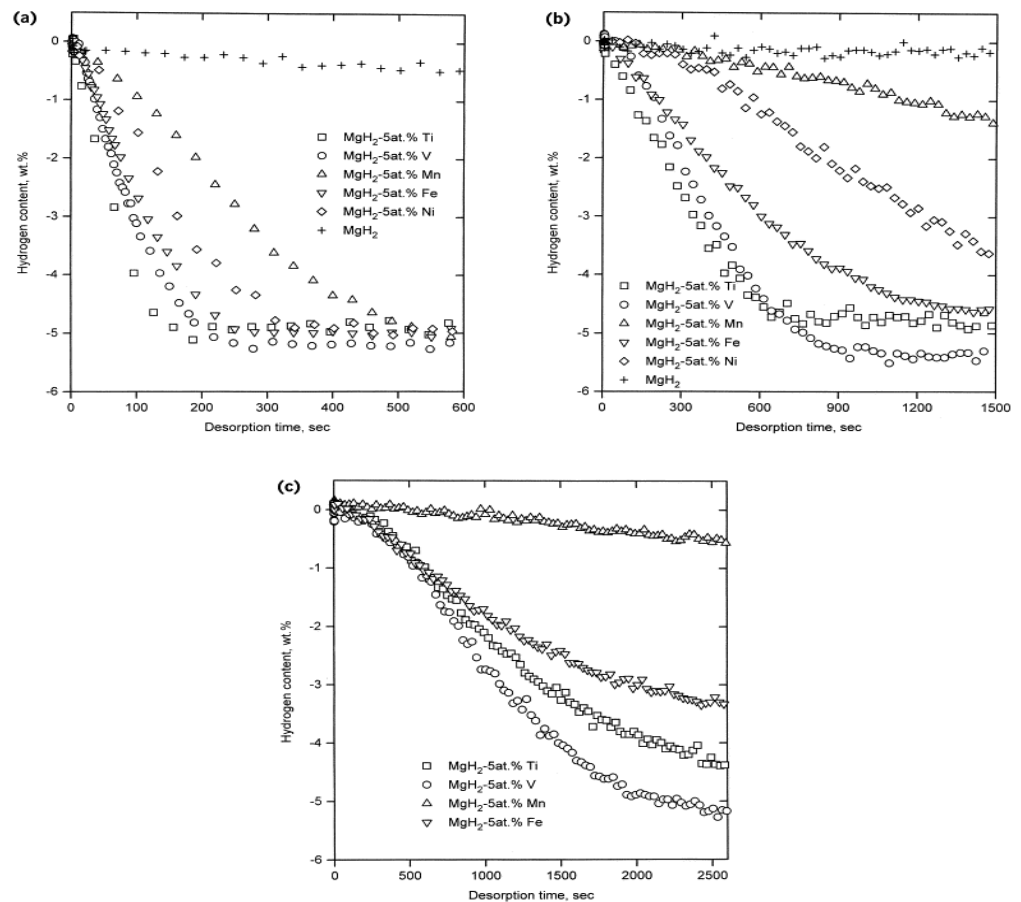 (a)
0
-1
-2
-3
-4
-5
-6
Hydrogen content, wt.%
MgH2-5at.% Ti
MgH2-5at.% V
MgH2-5at.% Mn
MgH2-5at.% Fe
MgH2-5at.% Ni
MgH2
0 100 200 300 400 500 600
Desorption time, sec
(b)
0
-1
-2
-3
-4
-5
-6
Hydrogen content, wt.%
MgH2-5at.% Ti
MgH2-5at.% V
MgH2-5at.% Mn
MgH2-5at.% Fe
MgH2-5at.% Ni
MgH2
0 300 600 900 1200 1500
Desorption time, sec
(c)
0
-1
-2
-3
-4
-5
-6
Hydrogen content, wt.%
MgH2-5at.% Ti
MgH2-5at.% V
MgH2-5at.% Mn
MgH2-5at.% Fe
0 500 1000 1500 2000 2500
Desorption time, sec